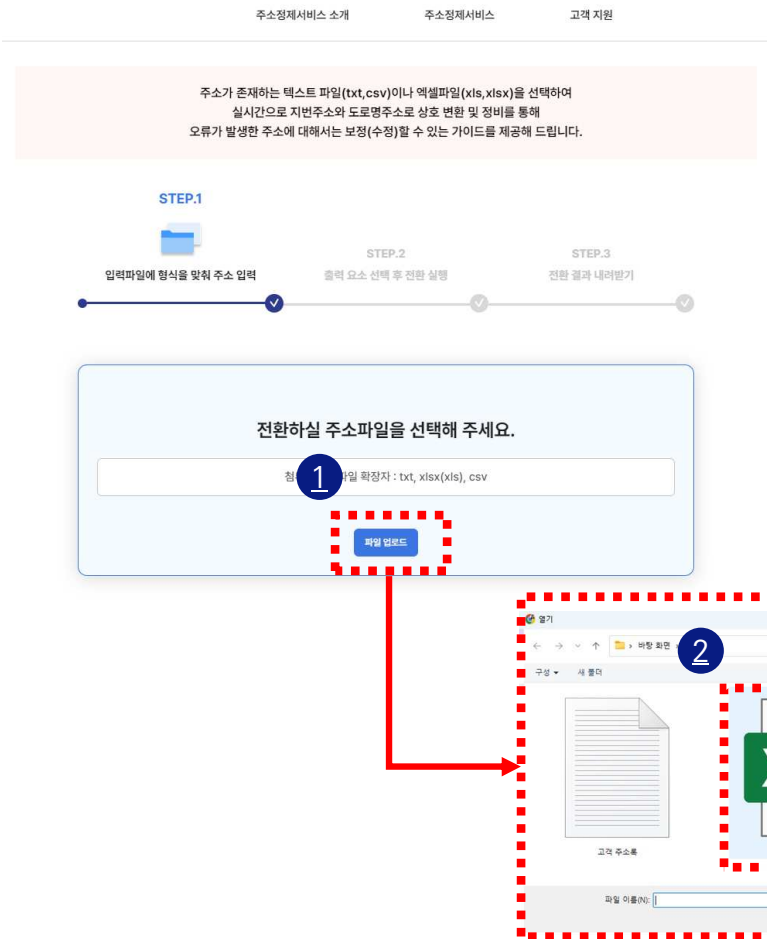 주소정제서비스 소개 주소정제서비스 고객 지원
주소가 존재하는 텍스트 파일(txt,csv)이나 엑셀파일(xls,xlsx)을 선택하여
실시간으로 지번주소와 도로명주소로 상호 변환 및 정비를 통해
오류가 발생한 주소에 대해서는 보정(수정)할 수 있는 가이드를 제공해 드립니다.
STEP.1
입력파일에 형식을 맞춰 주소 입력
STEP.2
출력 요소 선택 후 전환 실행
STEP.3
전환 결과 내려받기
전환하실 주소파일을 선택해 주세요.
1
확장자 : txt, xlsx(xls), csv
파일 업로드
열기
바탕 화면
2
구성 새 폴더
고객 주소록
파일 이름(N):